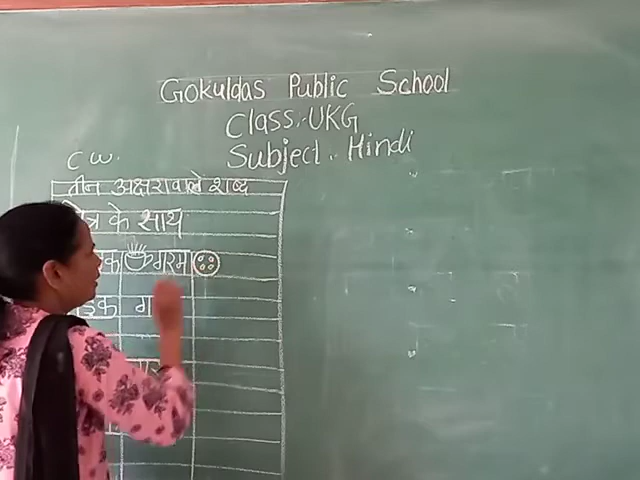 Gokuldas Public School
Class:-UKG
Subject:- Hindi
C.W.
तीन अक्षरावाले शब्द
के साथ
गरम